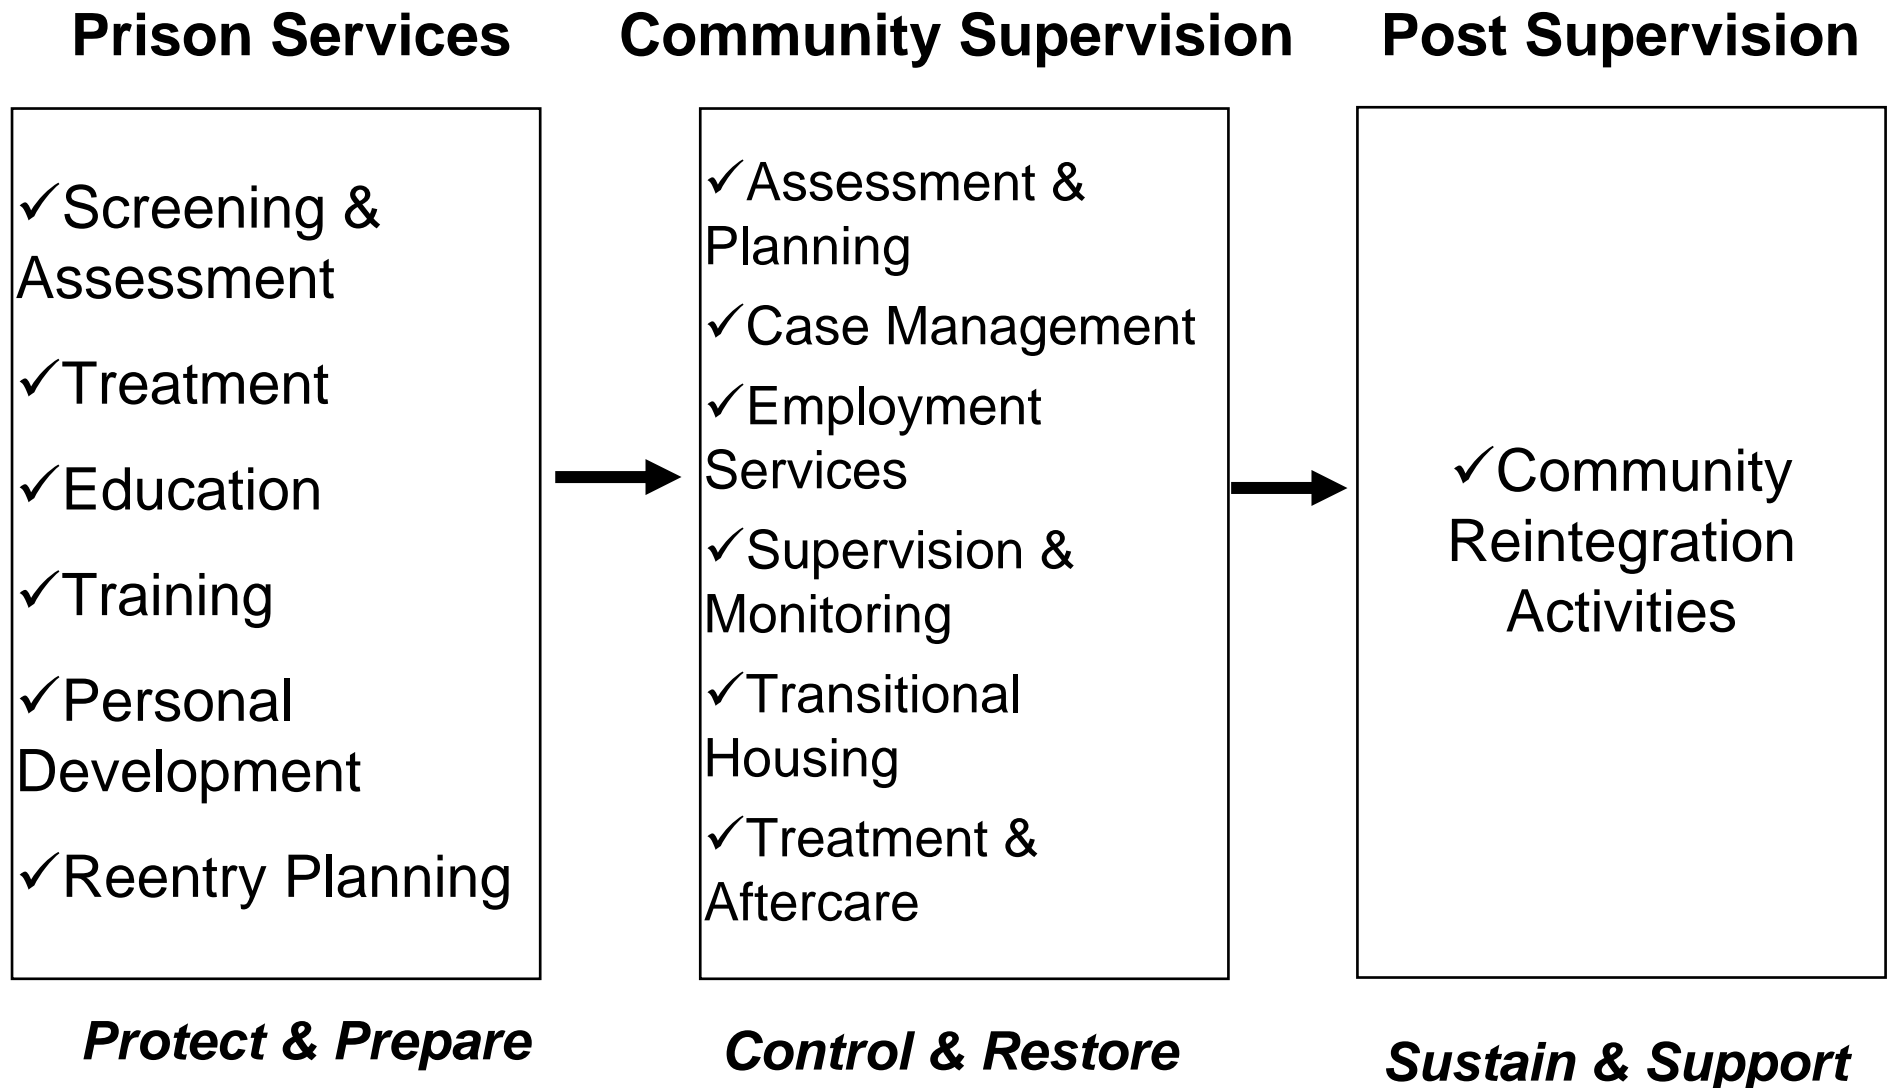 Prison Services
Community Supervision
Post Supervision
✓Screening &
Assessment
✓Treatment
✓Education
✓Training
✓Personal
Development
✓Reentry Planning
✓Assessment &
Planning
✓Case Management
✓Employment
Services
✓Supervision &
Monitoring
✓Transitional
Housing
✓Treatment &
Aftercare
✓Community
Reintegration
Activities
Protect & Prepare
Control & Restore
Sustain & Support